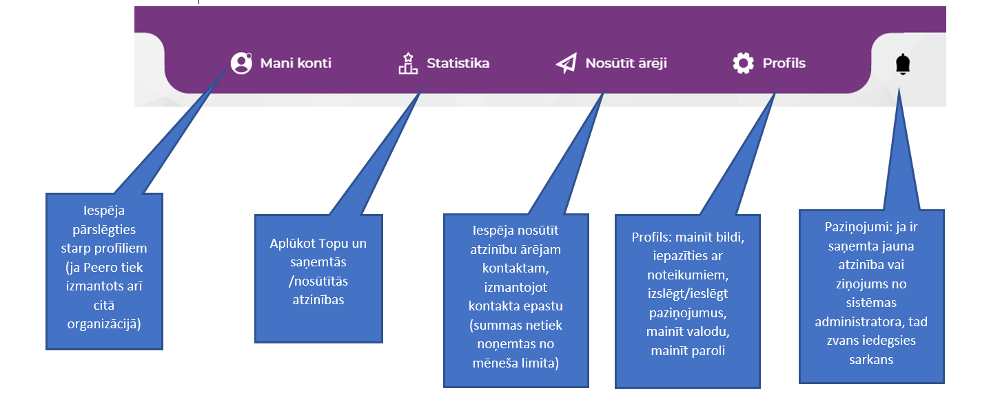 Mani konti
Statistika
Nosūtīt ārēji
Profils
Iespēja
pārslēgties
starp profiliem
(ja Peero tiek
izmantots arī
citā
organizācijā)
Aplūkot Topu un
saņemtās
/nosūtītās
atzinības
Iespēja nosūtīt
atzinību ārējam
kontaktam,
izmantojot
kontakta epastu
(summas netiek
noņemtas no
mēneša limita)
Profils: mainīt bildi,
iepazīties ar
noteikumiem,
izslēgt/ieslēgt
paziņojumus,
mainīt valodu,
mainīt paroli
Paziņojumi: ja ir
saņemta jauna
atzinība vai
ziņojums no
sistēmas
administratora, tad
zvans iedegsies
sarkans